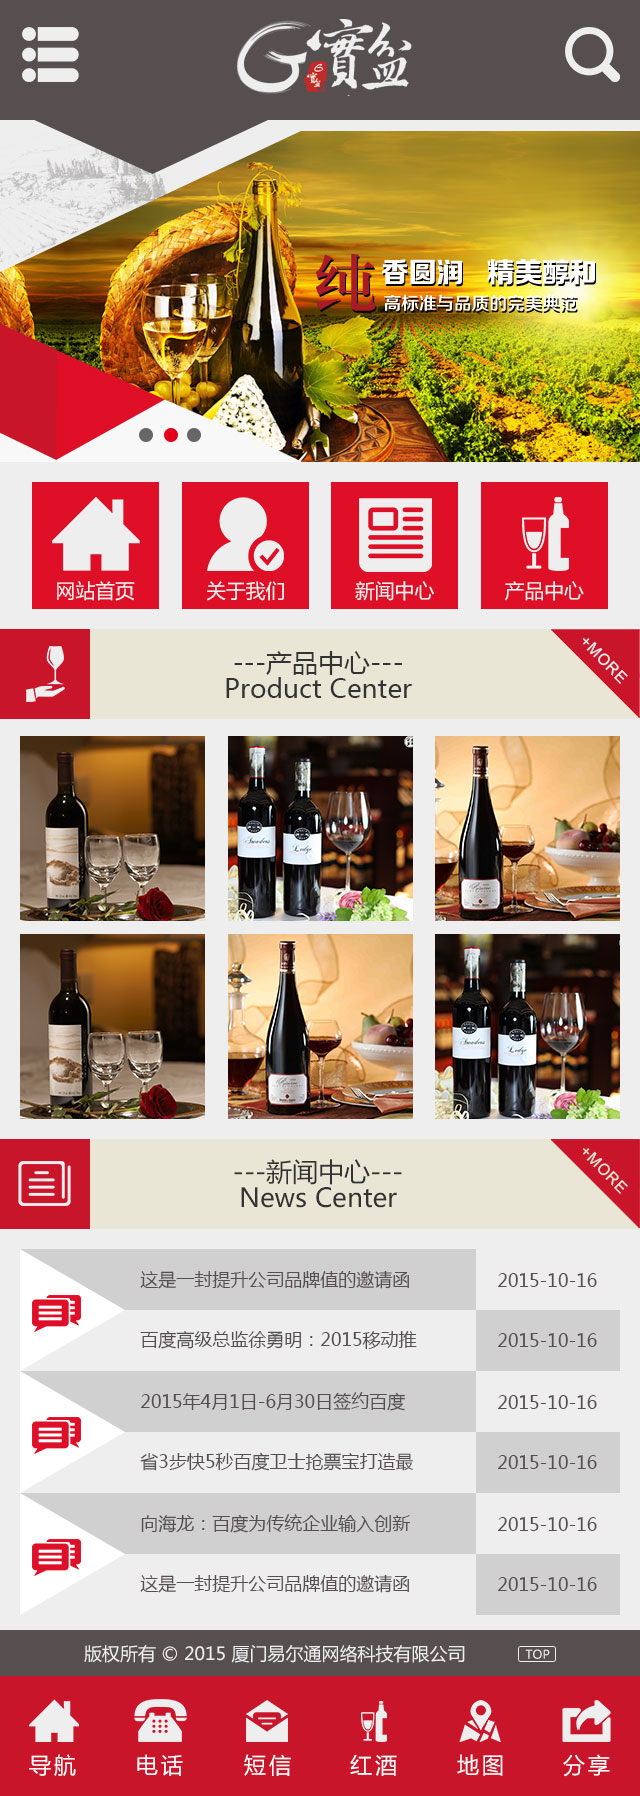 G寶盆
纯香圆润 精美醇和
高标准与品质的完美典范
网站首页 关于我们 新闻中心 产品中心
---产品中心---
Product Center
+MORE
---新闻中心---
News Center
+MORE
这是一封提升公司品牌值的邀请函 2015-10-16
百度高级总监徐勇明：2015移动推 2015-10-16
2015年4月1日-6月30日签约百度 2015-10-16
省3步快5秒百度卫士抢票宝打造最 2015-10-16
向海龙：百度为传统企业输入创新 2015-10-16
这是一封提升公司品牌值的邀请函 2015-10-16
版权所有 © 2015 厦门易尔通网络科技有限公司 TOP
导航 电话 短信 红酒 地图 分享